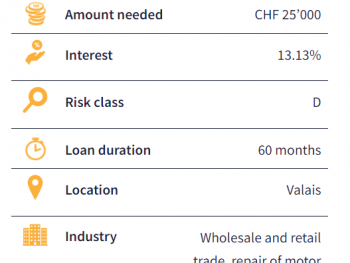 Amount needed CHF 25’000
Interest 13.13%
Risk class D
Loan duration 60 months
Location Valais
Industry Wholesale and retail
trade, repair of motor